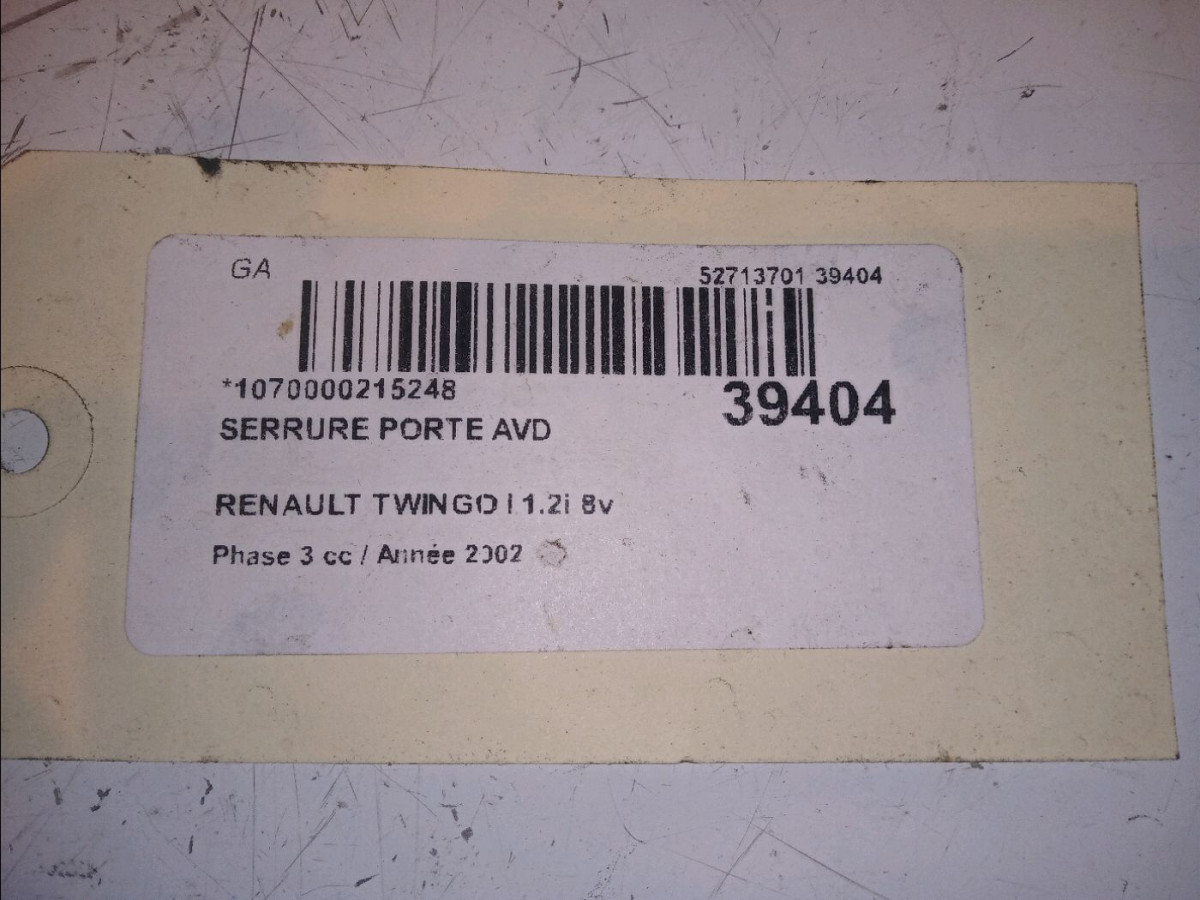 GA
52713701 39404
*1070000215248
39404
SERRURE PORTE AVD
RENAULT TWINGO I 1.2i 8v
Phase 3 cc / Année 2002